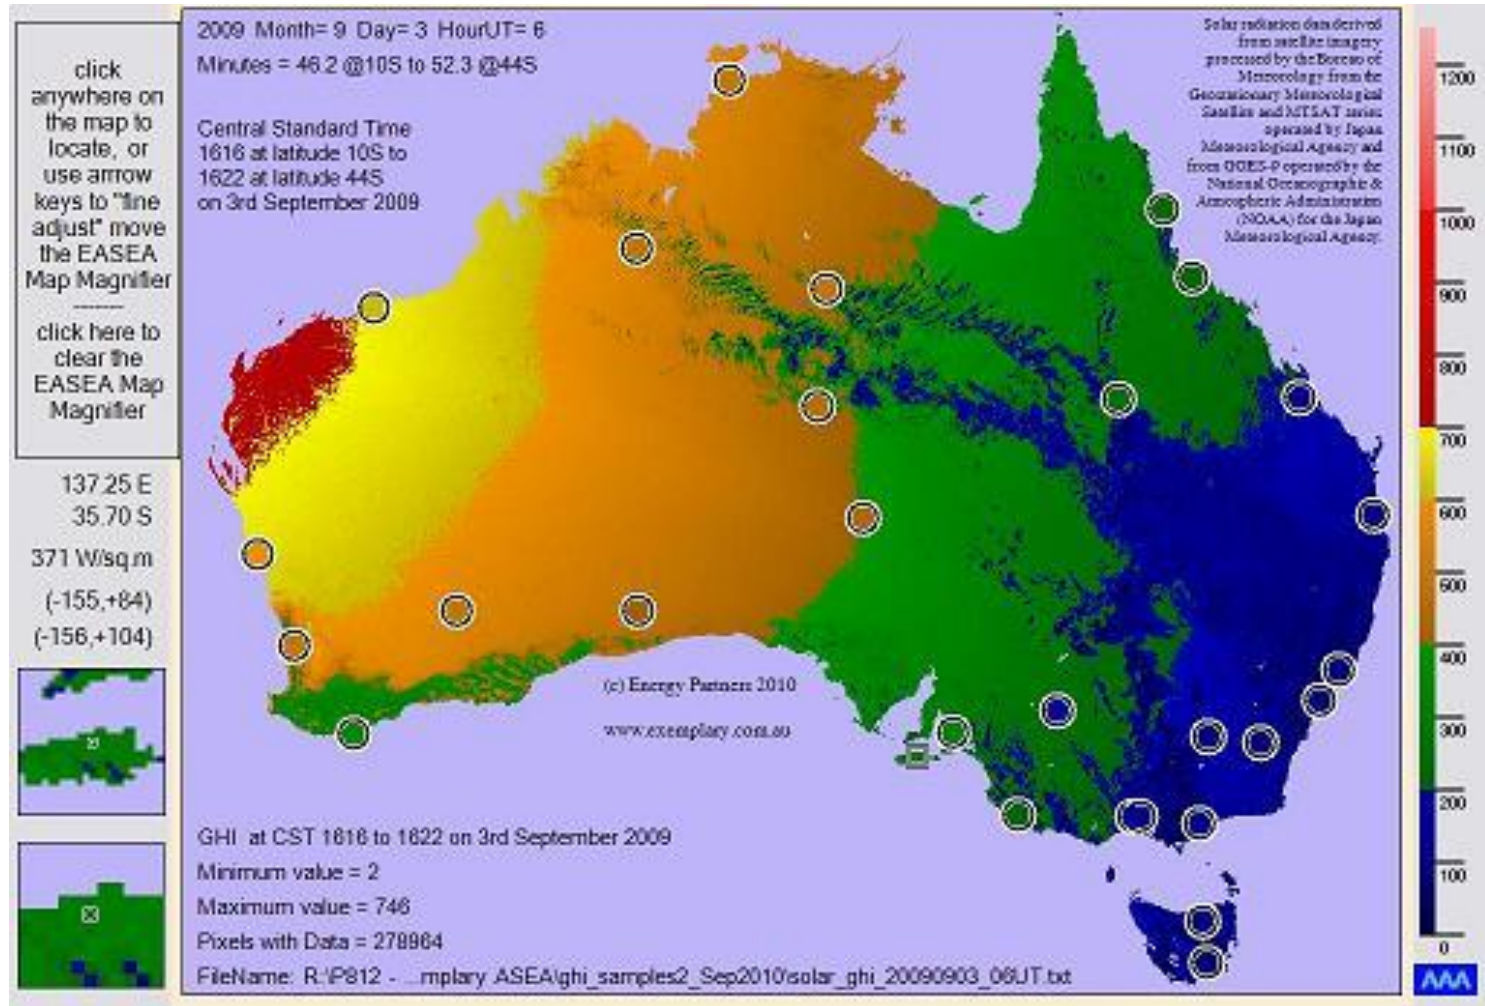 click
anywhere on
the map to
locate, or
use arrrow
keys to "fine
adjust" move
the EASEA
Map Magnifier
--------
click here to
clear the
EASEA Map
Magnifier
137.25 E
35.70 S
371 W/sq.m
(-155,+84)
(-156,+104)
2009 Month= 9 Day= 3 HourUT= 6
Minutes = 46.2 @10S to 52.3 @44S
Central Standard Time
1616 at latitude 10S to
1622 at latitude 44S
on 3rd September 2009
Solar radiation data derived
from satellite imagery
processed by the Bureau of
Meteorology from the
Geostationary Meteorological
Satellite and MTSAT series
operated by Japan
Meteorological Agency and
from GOES-9 operated by the
National Oceanographic &
Atmospheric Administration
(NOAA) for the Japan
Meteorological Agency.
(c) Energy Partners 2010
www.exemplary.com.au
GHI at CST 1616 to 1622 on 3rd September 2009
Minimum value = 2
Maximum value = 746
Pixels with Data = 278964
FileName: R:\P812 - ...mplary ASEA\ghi_samples2_Sep2010\solar_ghi_20090903_06UT.txt
1200
1100
1000
900
800
700
600
500
400
300
200
100
0
AAA